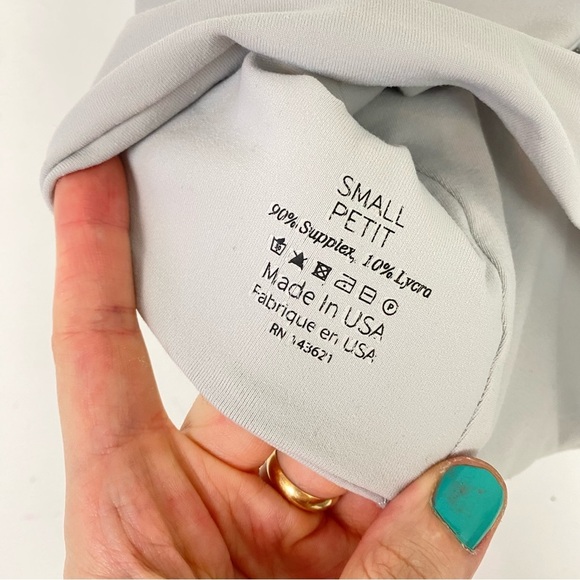 SMALL
PETIT
90% Supplex, 10% Lycra
P
Made In USA
Fabrique en USA
RN 143621